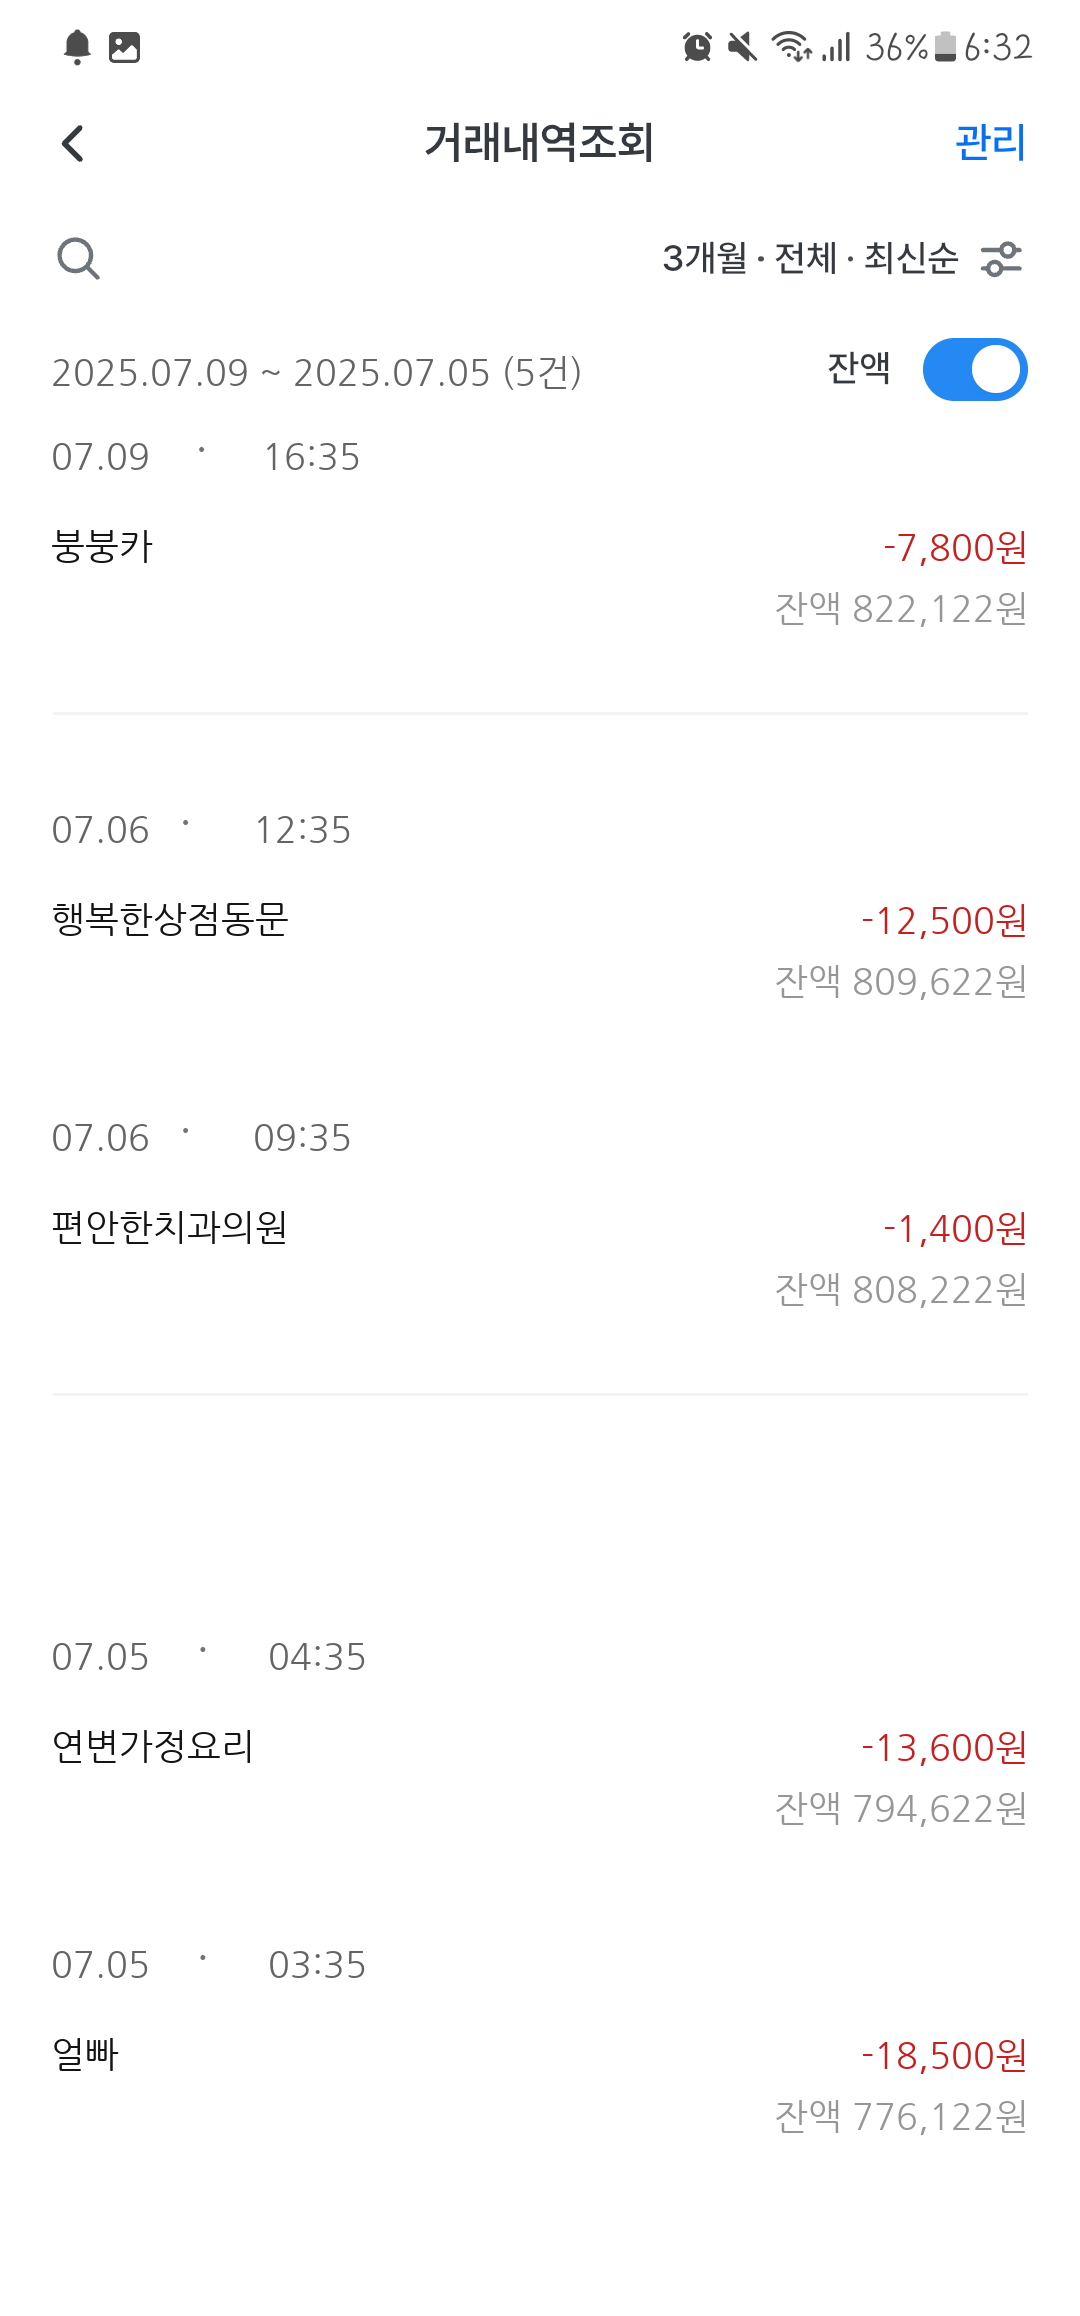 36% 6:32
거래내역조회 관리
3개월 · 전체 · 최신순
2025.07.09 ~ 2025.07.05 (5건) 잔액
07.09 · 16:35
붕붕카 -7,800원
잔액 822,122원
07.06 · 12:35
행복한상점동문 -12,500원
잔액 809,622원
07.06 · 09:35
편안한치과의원 -1,400원
잔액 808,222원
07.05 · 04:35
연변가정요리 -13,600원
잔액 794,622원
07.05 · 03:35
얼빠 -18,500원
잔액 776,122원